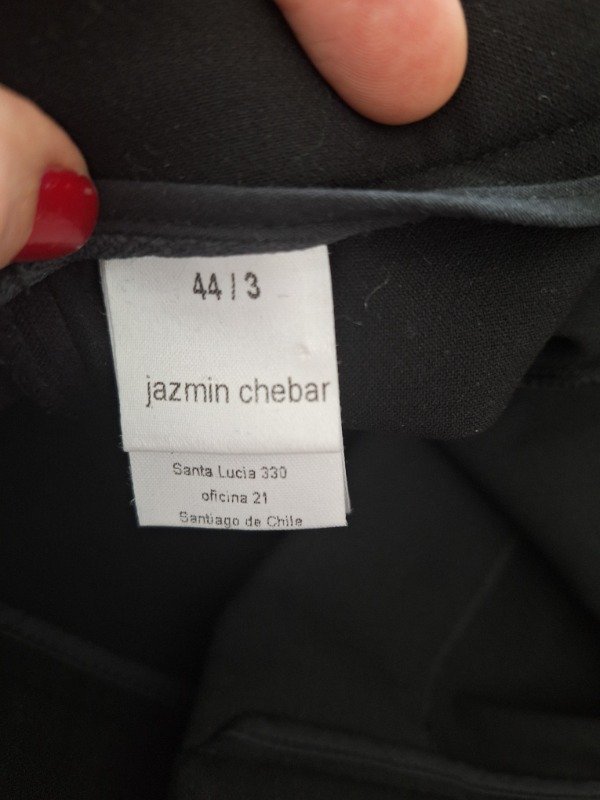 44 | 3
jazmin chebar
Santa Lucia 330
oficina 21
Santiago de Chile